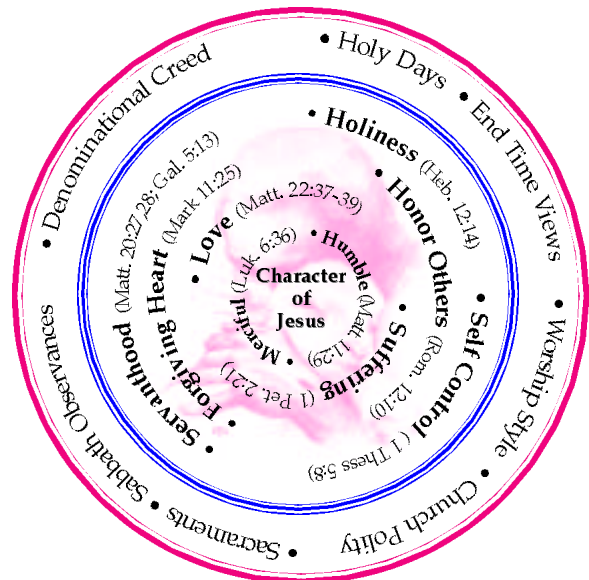 • Holy Days
• End Time Views
• Worship Style
• Church Polity
• Sacraments
• Sabbath Observances
• Denominational Creed
• Holiness (Heb. 12:14)
• Honor Others (Rom. 12:10)
• Self Control (1 Thess 5:8)
• Servanthood (Matt. 20:27,28; Gal. 5:13)
• Forgiving Heart (Mark 11:25)
• Love (Matt. 22:37-39)
• Humble (Matt. 11:29)
• Suffering (1 Pet. 2:21)
• Merciful (Luk. 6:36)
Character
of
Jesus